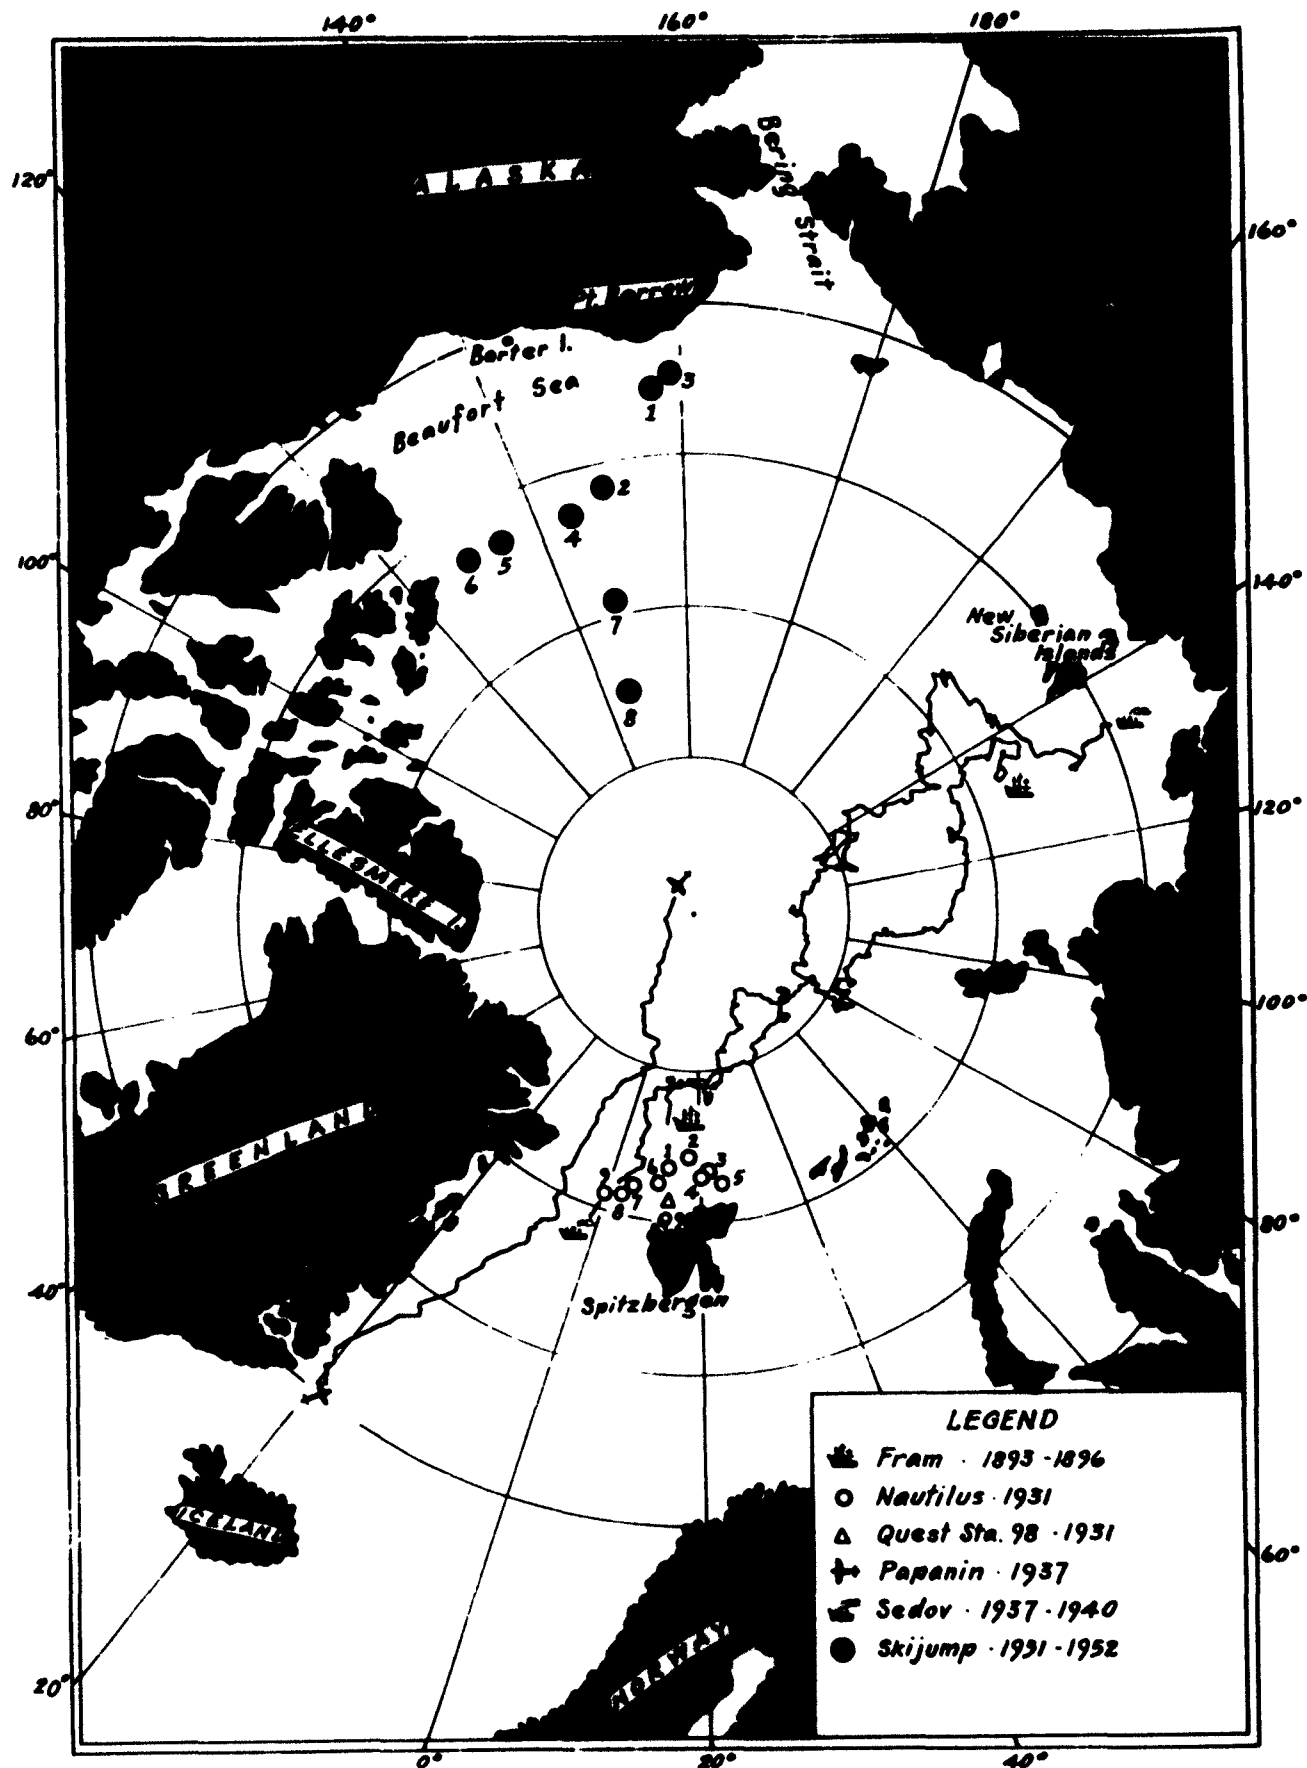 140° 160° 180°
120°
ALASKA
Bering Strait
160°
Pt. Barrow
Barter I.
Beaufort Sea
3
1
2
4
5
6
100°
140°
7
New
Siberian
Islands
8
80°
120°
ELLESMERE I.
100°
60°
GREENLAND
2
1
3
6
4
5
9
7
8
80°
40°
Spitzbergen
LEGEND
Fram · 1893-1896
Nautilus · 1931
Quest Sta. 98 · 1931
Papanin · 1937
Sedov · 1937-1940
Skijump · 1951-1952
ICELAND
60°
NORWAY
20°
0° 20° 40°